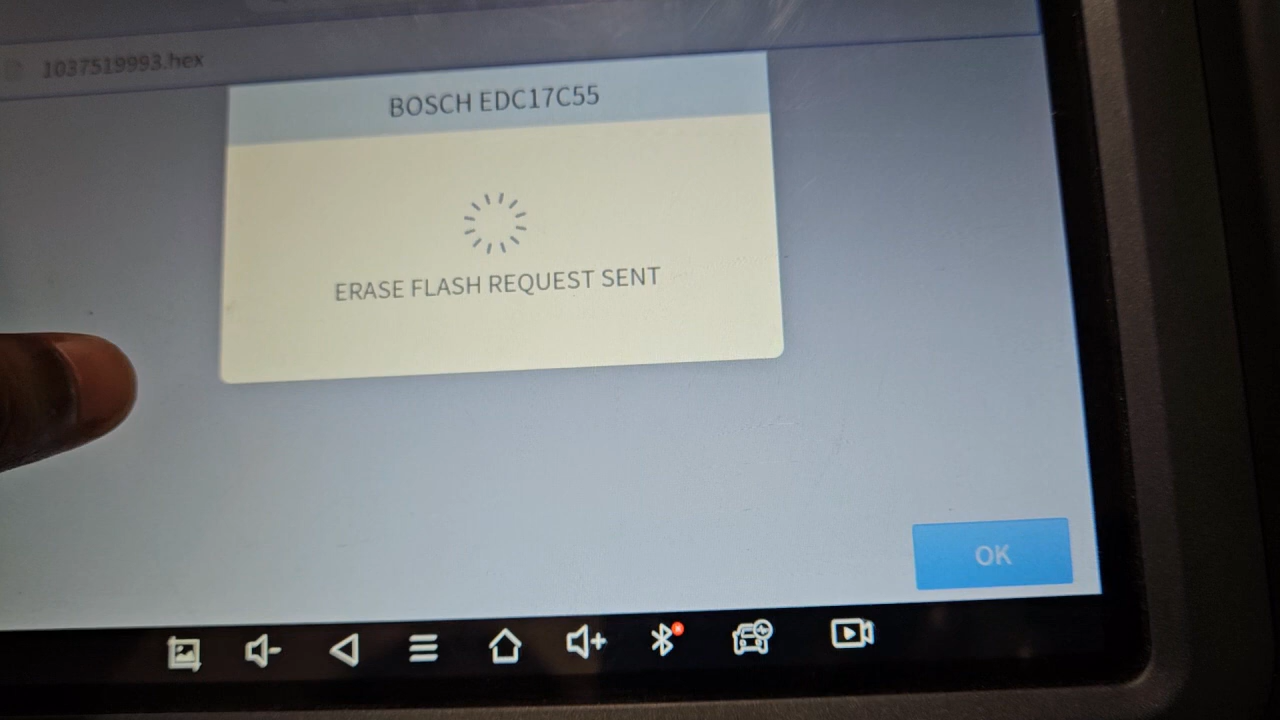 1037519993.hex
BOSCH EDC17C55
ERASE FLASH REQUEST SENT
OK